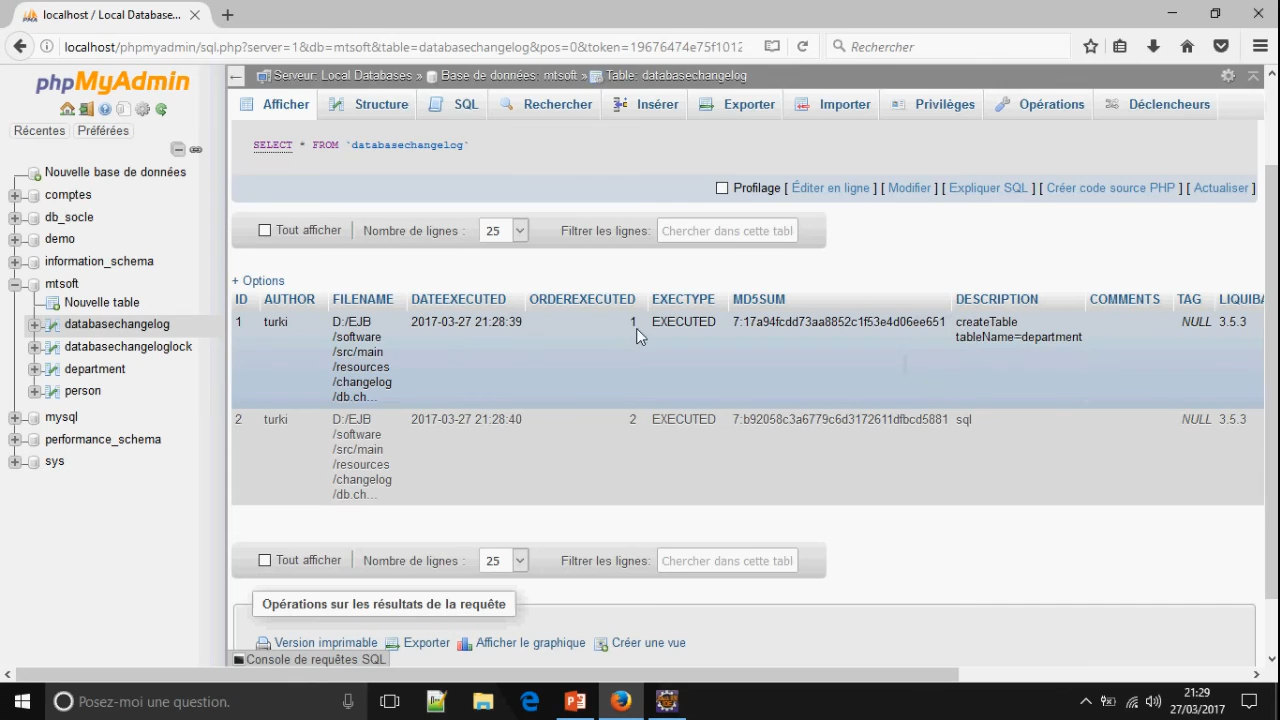 localhost / Local Database...
localhost/phpmyadmin/sql.php?server=1&db=mtsoft&table=databasechangelog&pos=0&token=19676474e75f1012
Rechercher
phpMyAdmin
Récentes
Préférées
Nouvelle base de données
comptes
db_socle
demo
information_schema
mtsoft
Nouvelle table
databasechangelog
databasechangeloglock
department
person
mysql
performance_schema
sys
Serveur: Local Databases » Base de données: mtsoft » Table: databasechangelog
Afficher Structure SQL Rechercher Insérer Exporter Importer Privilèges Opérations Déclencheurs
SELECT * FROM `databasechangelog`
Profilage [ Éditer en ligne ] [ Modifier ] [ Expliquer SQL ] [ Créer code source PHP ] [ Actualiser ]
Tout afficher Nombre de lignes : 25 Filtrer les lignes: Chercher dans cette tabl
+ Options
ID AUTHOR FILENAME DATEEXECUTED ORDEREXECUTED EXECTYPE MD5SUM DESCRIPTION COMMENTS TAG LIQUIBA
1 turki D:/EJB 2017-03-27 21:28:39 1 EXECUTED 7:17a94fcdd73aa8852c1f53e4d06ee651 createTable NULL 3.5.3
/software tableName=department
/src/main
/resources
/changelog
/db.ch...
2 turki D:/EJB 2017-03-27 21:28:40 2 EXECUTED 7:b92058c3a6779c6d3172611dfbcd5881 sql NULL 3.5.3
/software
/src/main
/resources
/changelog
/db.ch...
Tout afficher Nombre de lignes : 25 Filtrer les lignes: Chercher dans cette tabl
Opérations sur les résultats de la requête
Version imprimable Exporter Afficher le graphique Créer une vue
Console de requêtes SQL
Posez-moi une question.
21:29
27/03/2017